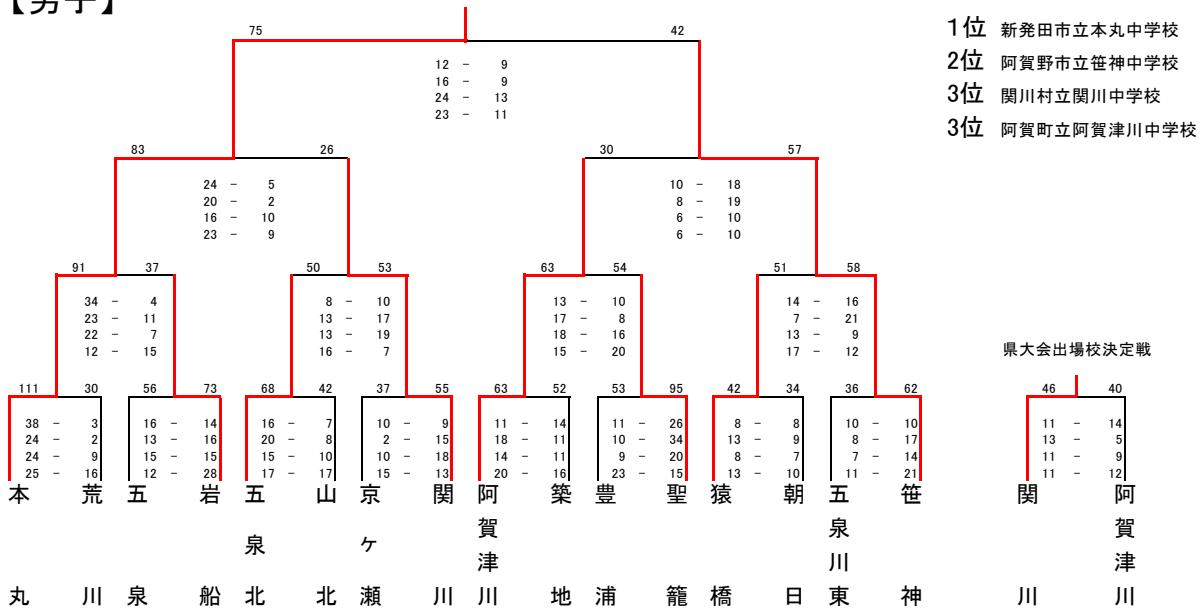 【男子】
1位 新発田市立本丸中学校
2位 阿賀野市立笹神中学校
3位 関川村立関川中学校
3位 阿賀町立阿賀津川中学校
75 42
12 - 9
16 - 9
24 - 13
23 - 11
83 26 30 57
24 - 5 10 - 18
20 - 2 8 - 19
16 - 10 6 - 10
23 - 9 6 - 10
91 37 50 53 63 54 51 58
34 - 4 8 - 10 13 - 10 14 - 16
23 - 11 13 - 17 17 - 8 7 - 21
22 - 7 13 - 19 18 - 16 13 - 9
12 - 15 16 - 7 15 - 20 17 - 12
県大会出場校決定戦
111 30 56 73 68 42 37 55 63 52 53 95 42 34 36 62 46 40
38 - 3 16 - 14 16 - 7 10 - 9 11 - 14 11 - 26 8 - 8 10 - 10 11 - 14
24 - 2 13 - 16 20 - 8 2 - 15 18 - 11 10 - 34 13 - 9 8 - 17 13 - 5
24 - 9 15 - 15 15 - 10 10 - 18 14 - 11 9 - 20 8 - 7 7 - 14 11 - 9
25 - 16 12 - 28 17 - 17 15 - 13 20 - 16 23 - 15 13 - 10 11 - 21 11 - 12
本丸 荒川 五泉 岩船 五泉北 山北 京ヶ瀬 関川 阿賀津川 築地 豊浦 聖籠 猿橋 朝日 五泉川東 笹神 関川 阿賀津川